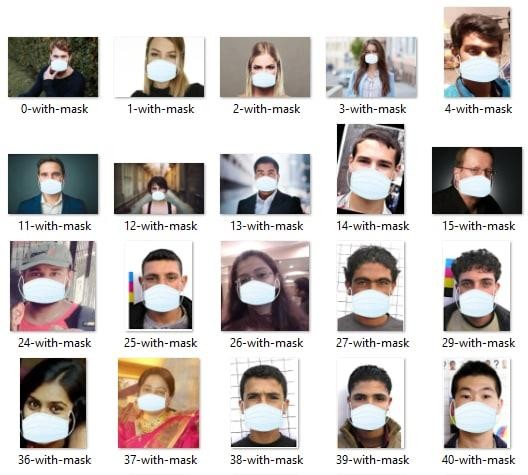 0-with-mask
1-with-mask
2-with-mask
3-with-mask
4-with-mask
11-with-mask
12-with-mask
13-with-mask
14-with-mask
15-with-mask
24-with-mask
25-with-mask
26-with-mask
27-with-mask
29-with-mask
36-with-mask
37-with-mask
38-with-mask
39-with-mask
40-with-mask